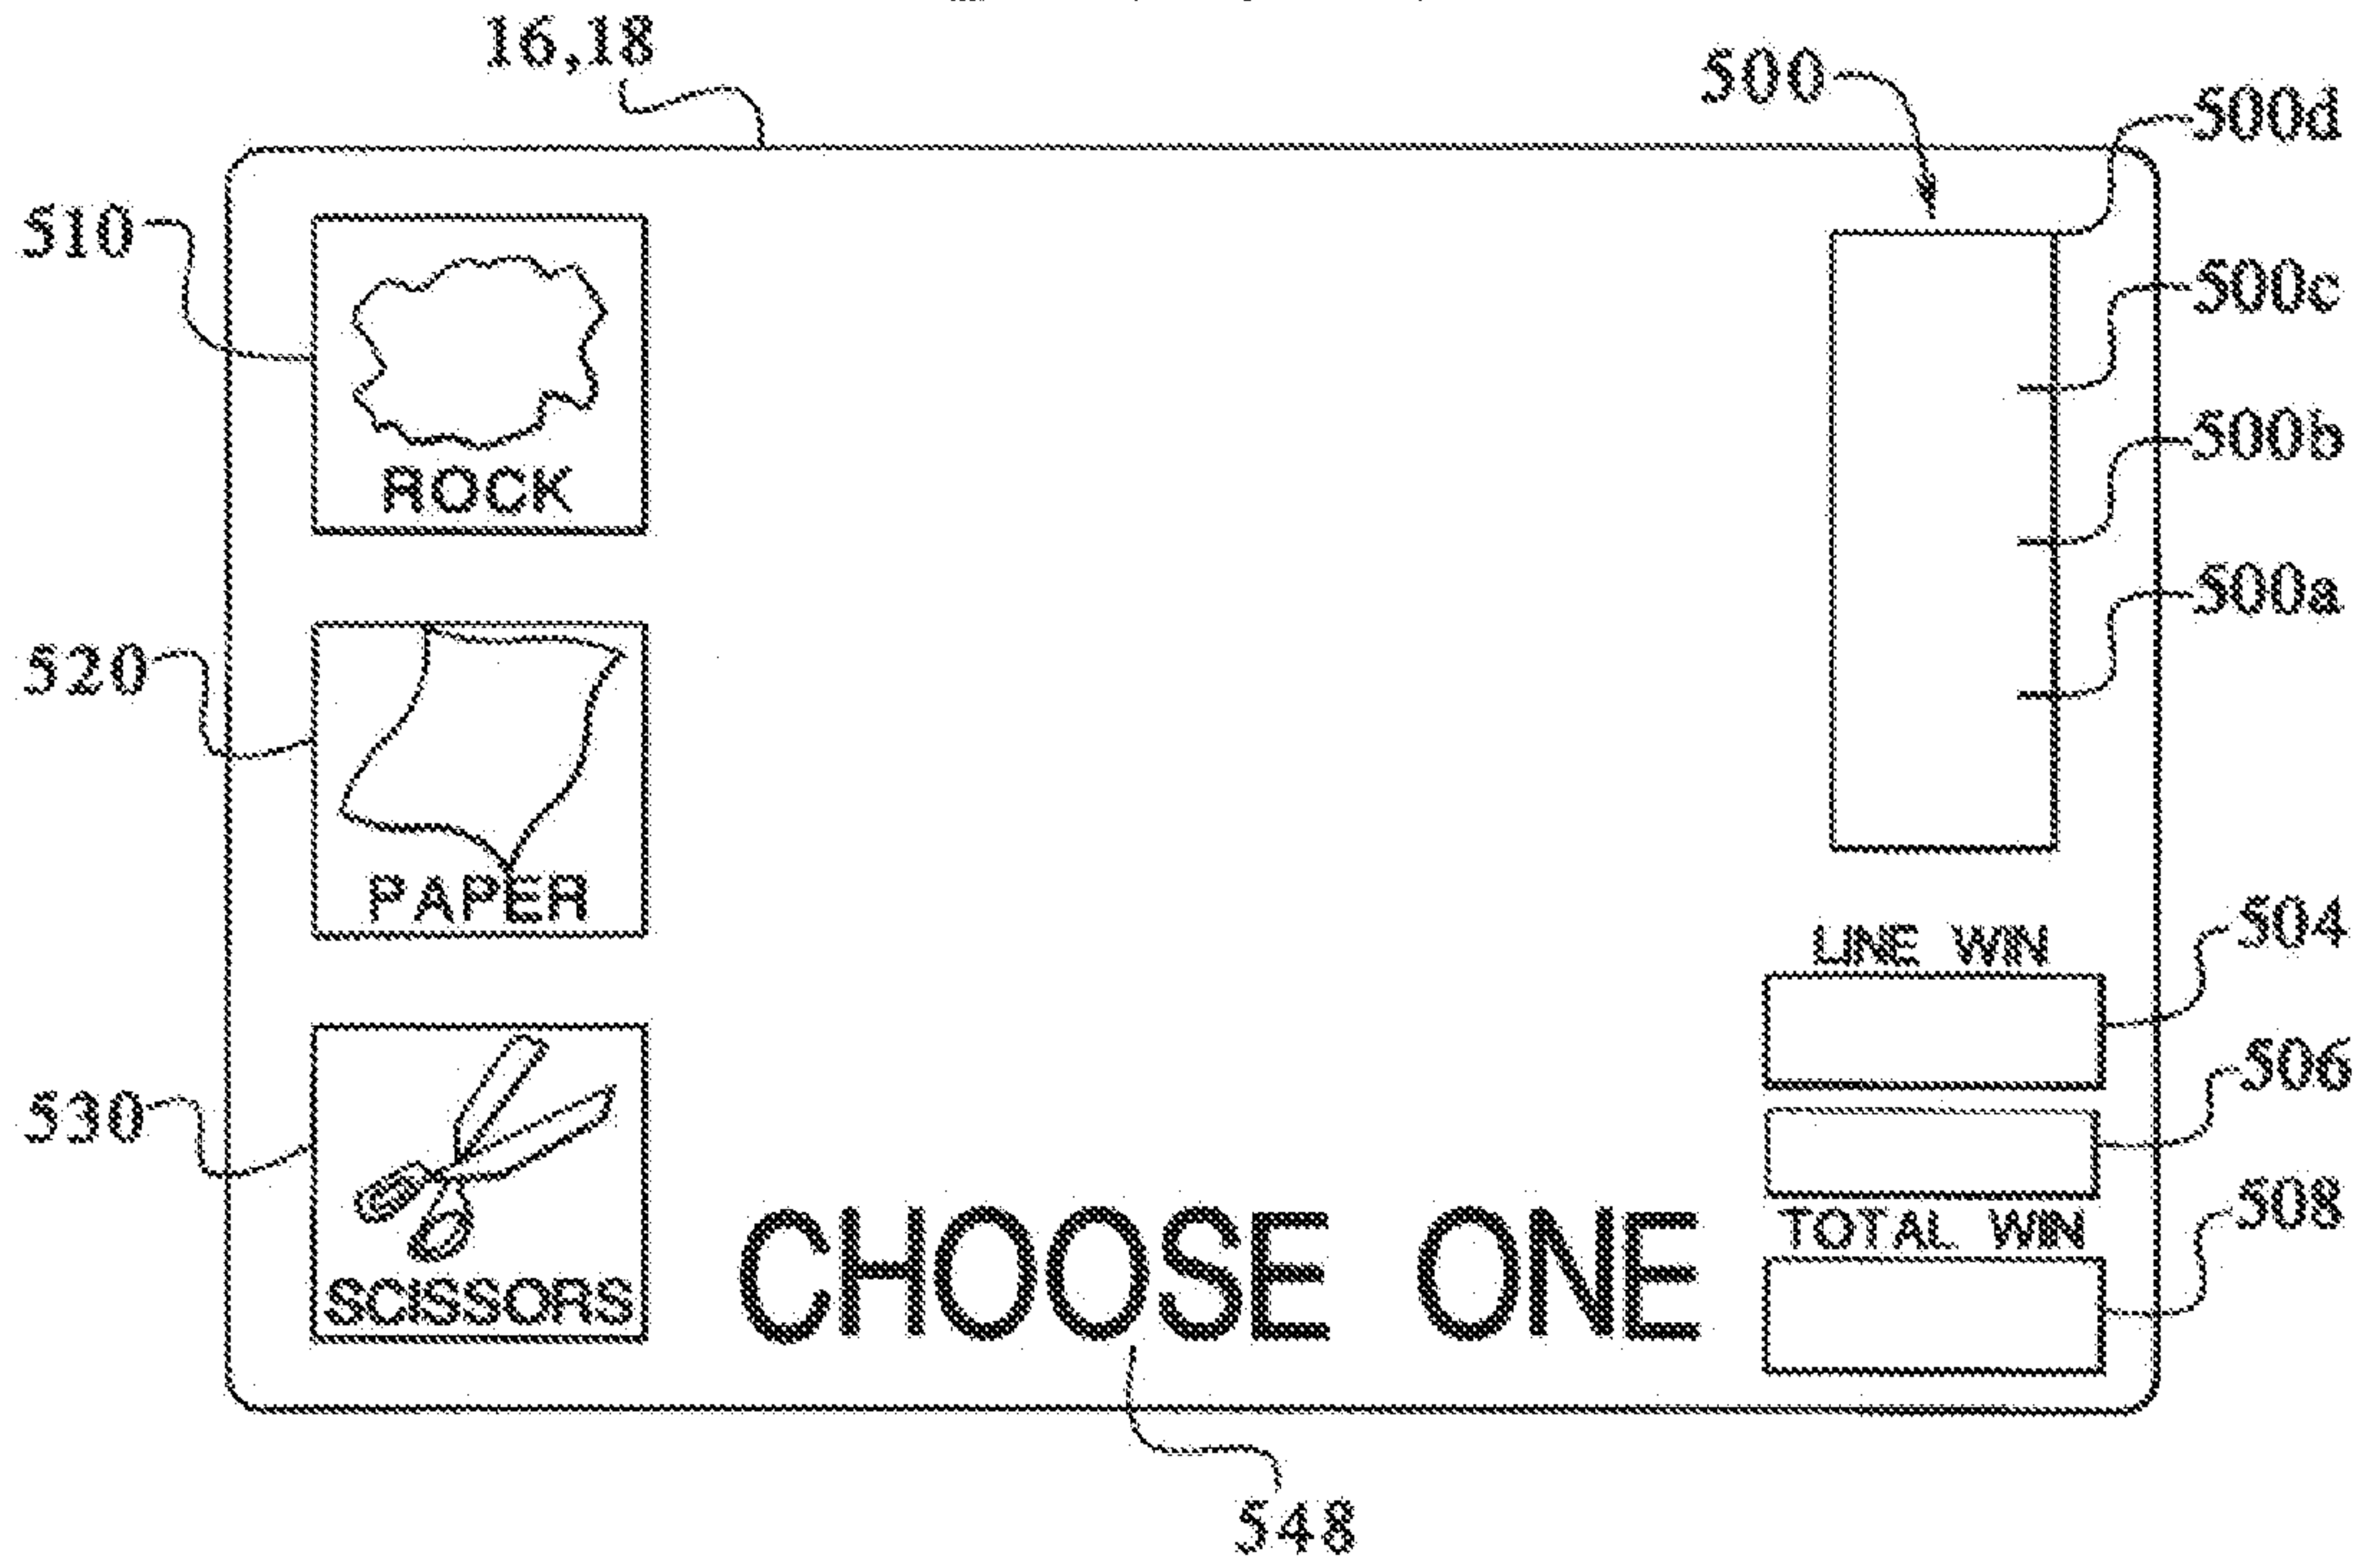 16,18
500
500d
510
500c
ROCK
500b
500a
520
PAPER
504
LINE WIN
506
530
508
TOTAL WIN
SCISSORS
CHOOSE ONE
548